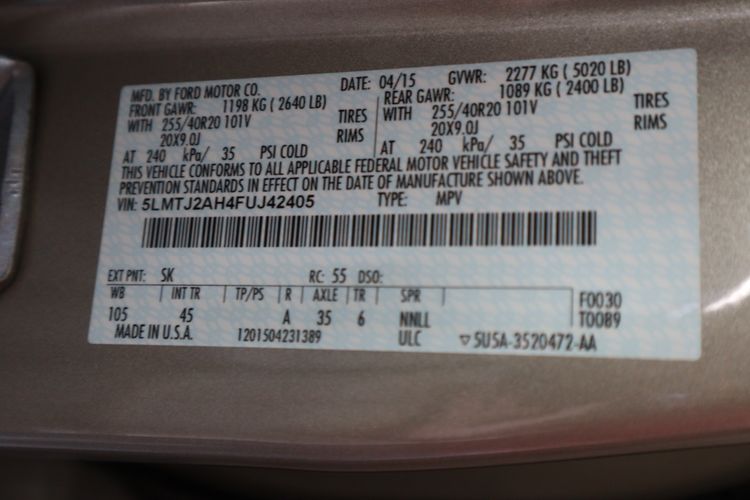 MFD. BY FORD MOTOR CO. DATE: 04/15 GVWR: 2277 KG ( 5020 LB)
FRONT GAWR: 1198 KG ( 2640 LB) REAR GAWR: 1089 KG ( 2400 LB)
WITH 255/40R20 101V TIRES WITH 255/40R20 101V TIRES
20X9.0J RIMS 20X9.0J RIMS
AT 240 kPa/ 35 PSI COLD AT 240 kPa/ 35 PSI COLD
THIS VEHICLE CONFORMS TO ALL APPLICABLE FEDERAL MOTOR VEHICLE SAFETY AND THEFT
PREVENTION STANDARDS IN EFFECT ON THE DATE OF MANUFACTURE SHOWN ABOVE.
VIN: 5LMTJ2AH4FUJ42405 TYPE: MPV
EXT PNT: SK RC: 55 DSO:
WB INT TR TP/PS R AXLE TR SPR F0030
105 45 A 35 6 NNLL T0089
MADE IN U.S.A. 1201504231389 ULC ▽5U5A-3520472-AA